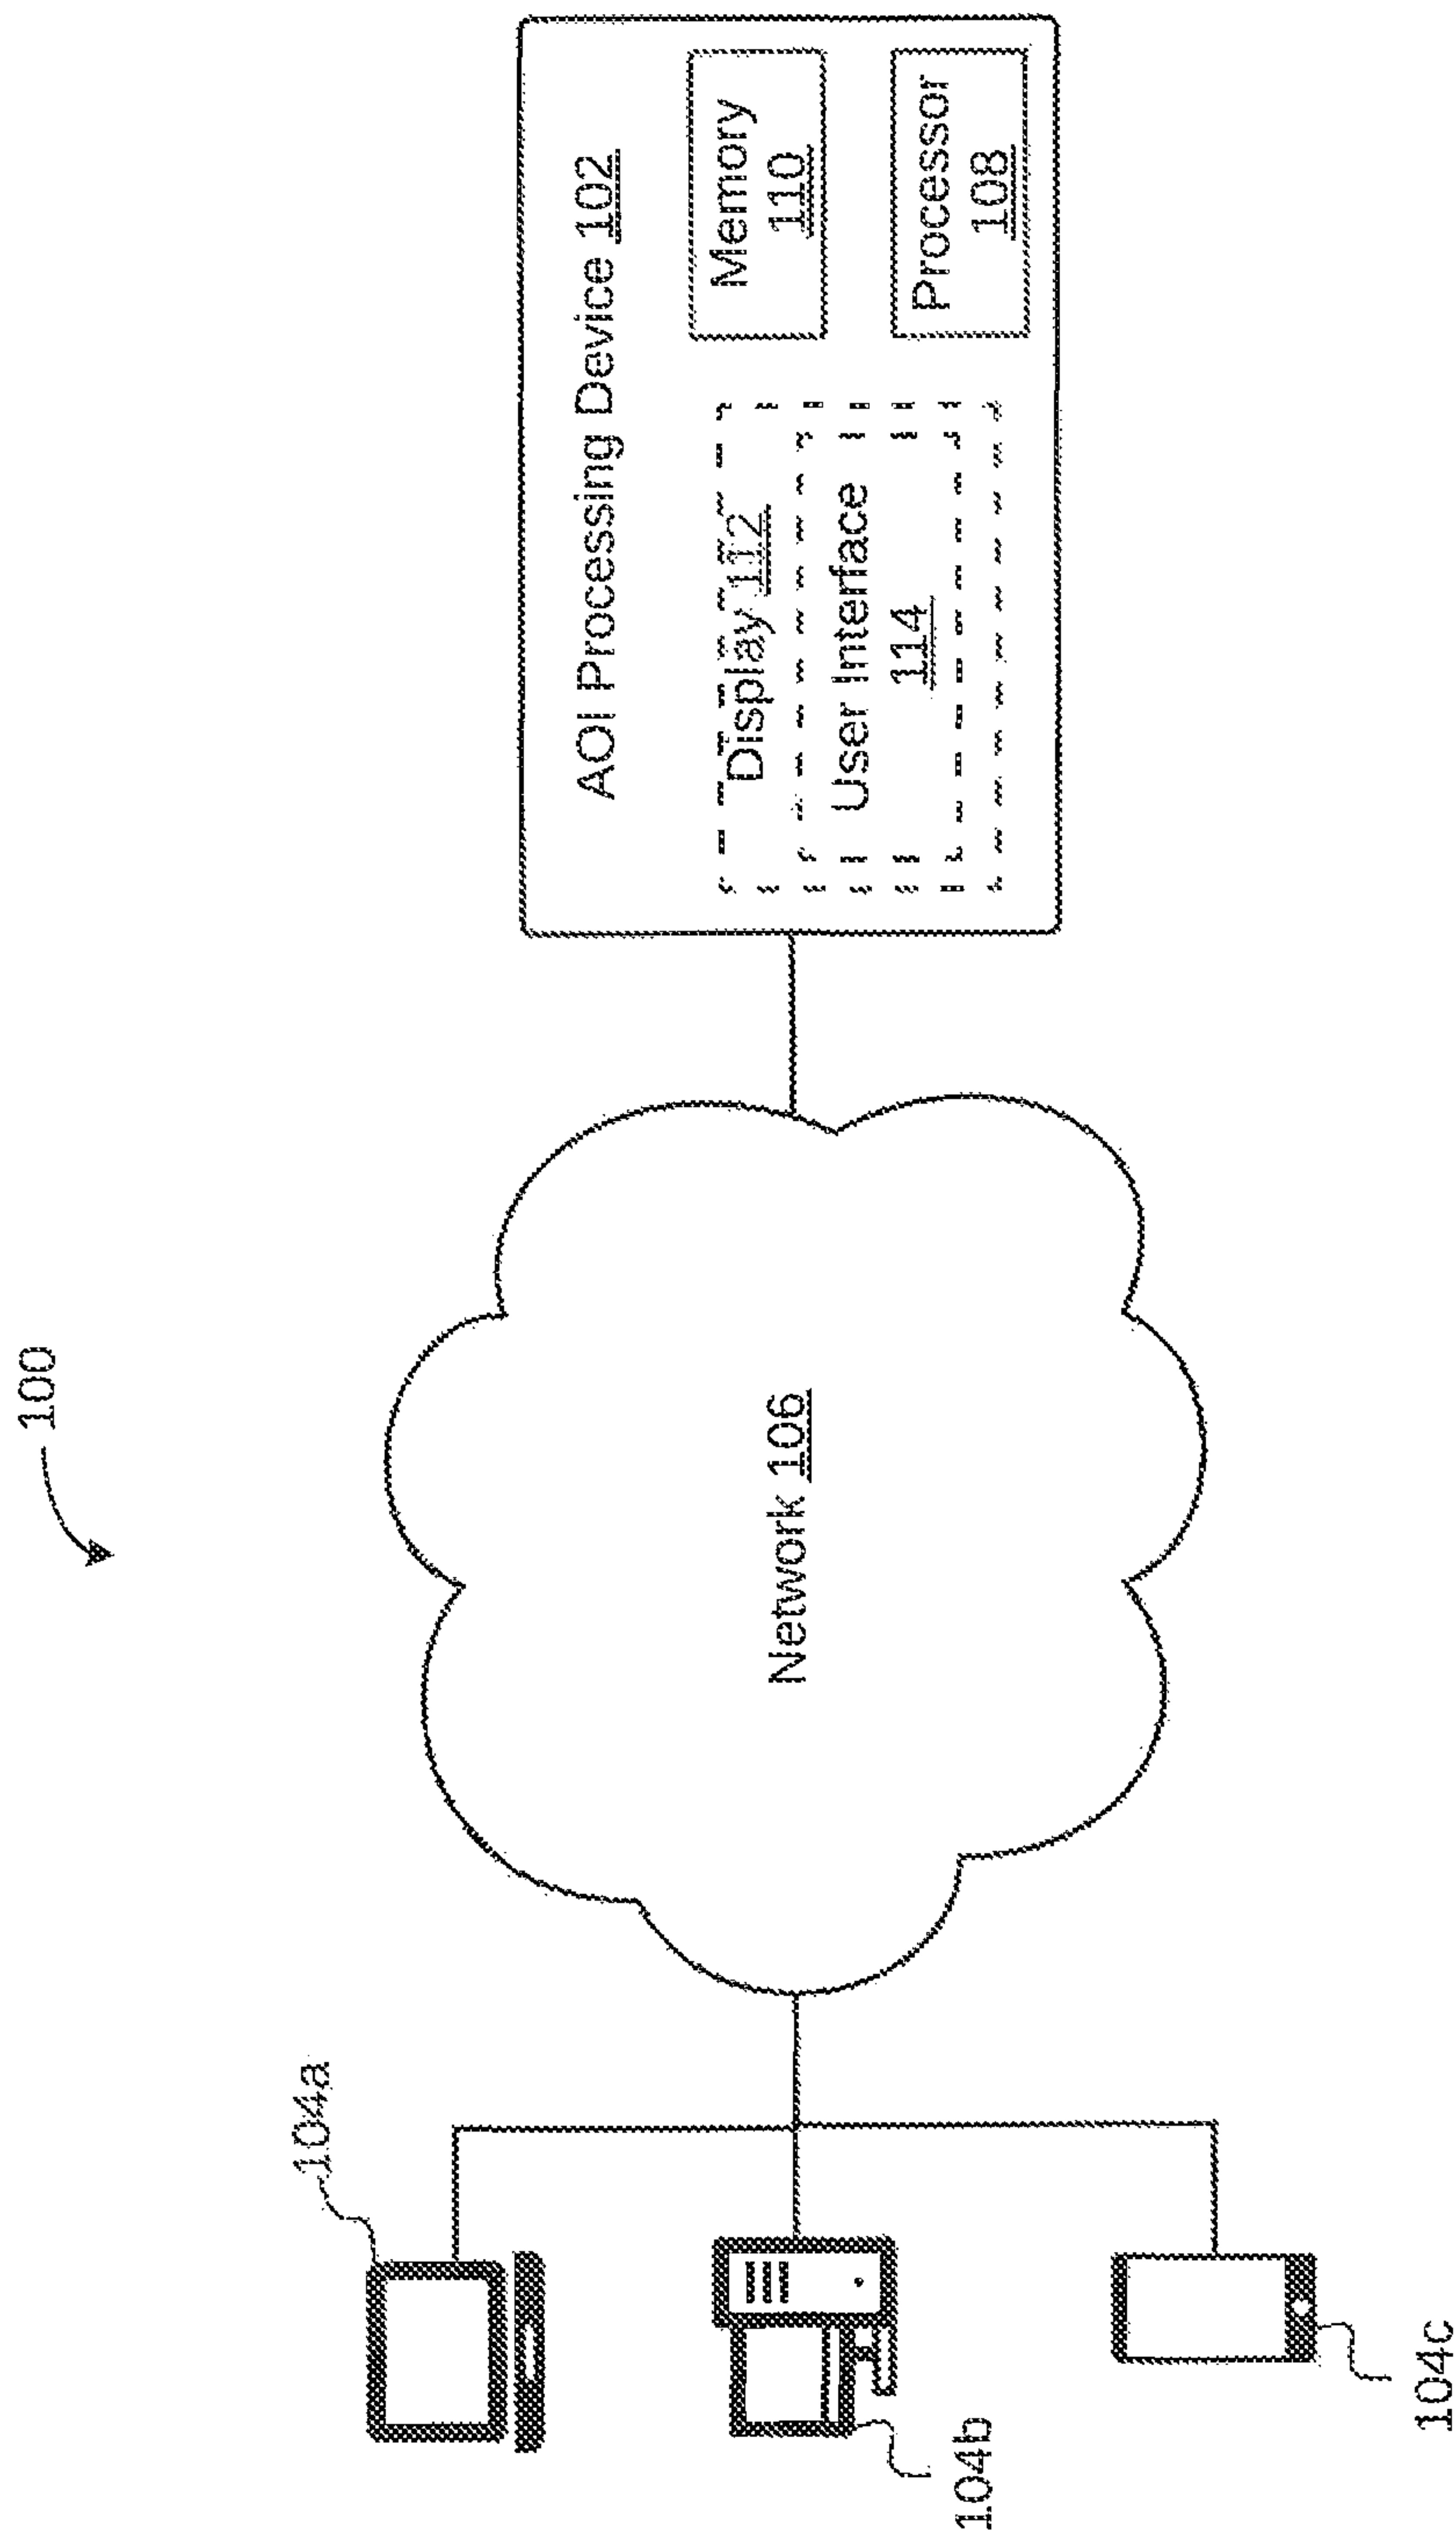 100
104a
104b
104c
Network 106
AOI Processing Device 102
Display 112
User Interface
114
Memory
110
Processor
108